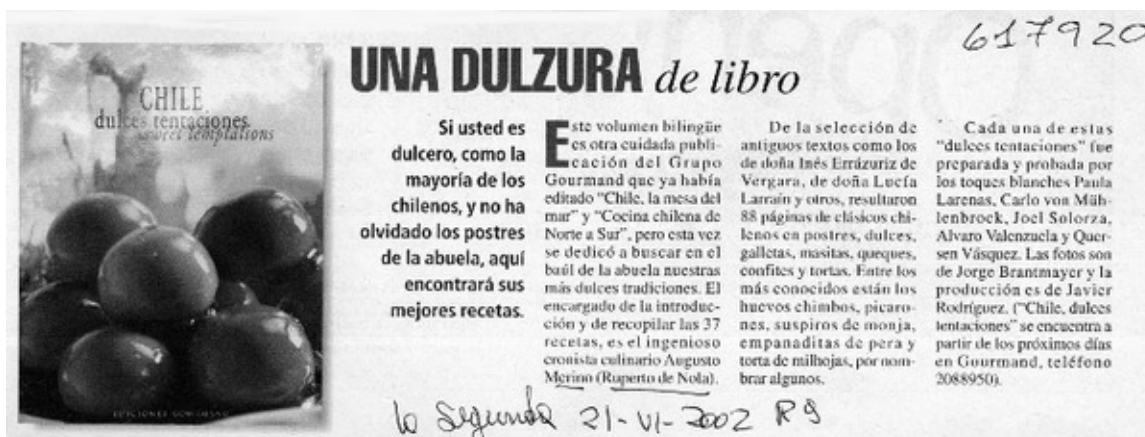 617920
CHILE,
dulces tentaciones.
sweet temptations
EDICIONES GOURMAND
UNA DULZURA de libro
Si usted es
dulcero, como la
mayoría de los
chilenos, y no ha
olvidado los postres
de la abuela, aquí
encontrará sus
mejores recetas.
Este volumen bilingüe
es otra cuidada publi-
cación del Grupo
Gourmand que ya había
editado "Chile, la mesa del
mar" y "Cocina chilena de
Norte a Sur", pero esta vez
se dedicó a buscar en el
baúl de la abuela nuestras
más dulces tradiciones. El
encargado de la introduc-
ción y de recopilar las 37
recetas, es el ingenioso
cronista culinario Augusto
Merino (Ruperto de Nola).
De la selección de
antiguos textos como los
de doña Inés Errázuriz de
Vergara, de doña Lucía
Larraín y otros, resultaron
88 páginas de clásicos chi-
lenos en postres, dulces,
galletas, masitas, queques,
confites y tortas. Entre los
más conocidos están los
huevos chimbos, picaro-
nes, suspiros de monja,
empanaditas de pera y
torta de milhojas, por nom-
brar algunos.
Cada una de estas
"dulces tentaciones" fue
preparada y probada por
los toques blanches Paula
Larenas, Carlo von Müh-
lenbrock, Joel Solorza,
Alvaro Valenzuela y Quer-
sen Vásquez. Las fotos son
de Jorge Brantmayer y la
producción es de Javier
Rodríguez. ("Chile, dulces
tentaciones" se encuentra a
partir de los próximos días
en Gourmand, teléfono
2088950).
la Segunda 21-VI-2002 P 9